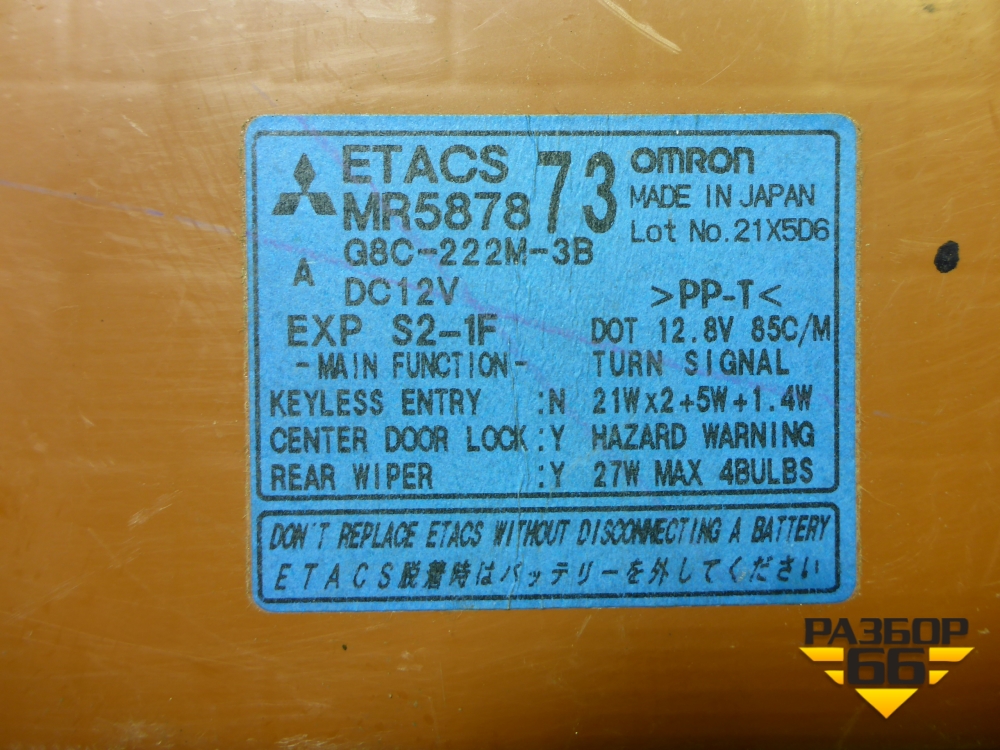 ETACS
MR587873
omron
MADE IN JAPAN
Lot No. 21X5D6
G8C-222M-3B
A
DC12V
>PP-T<
EXP S2-1F
DOT 12.8V 85C/M
-MAIN FUNCTION-
TURN SIGNAL
KEYLESS ENTRY :N
21Wx2+5W+1.4W
CENTER DOOR LOCK:Y
HAZARD WARNING
REAR WIPER :Y
27W MAX 4BULBS
DON'T REPLACE ETACS WITHOUT DISCONNECTING A BATTERY
ETACS脱着時はバッテリーを外してください
РАЗБОР
66